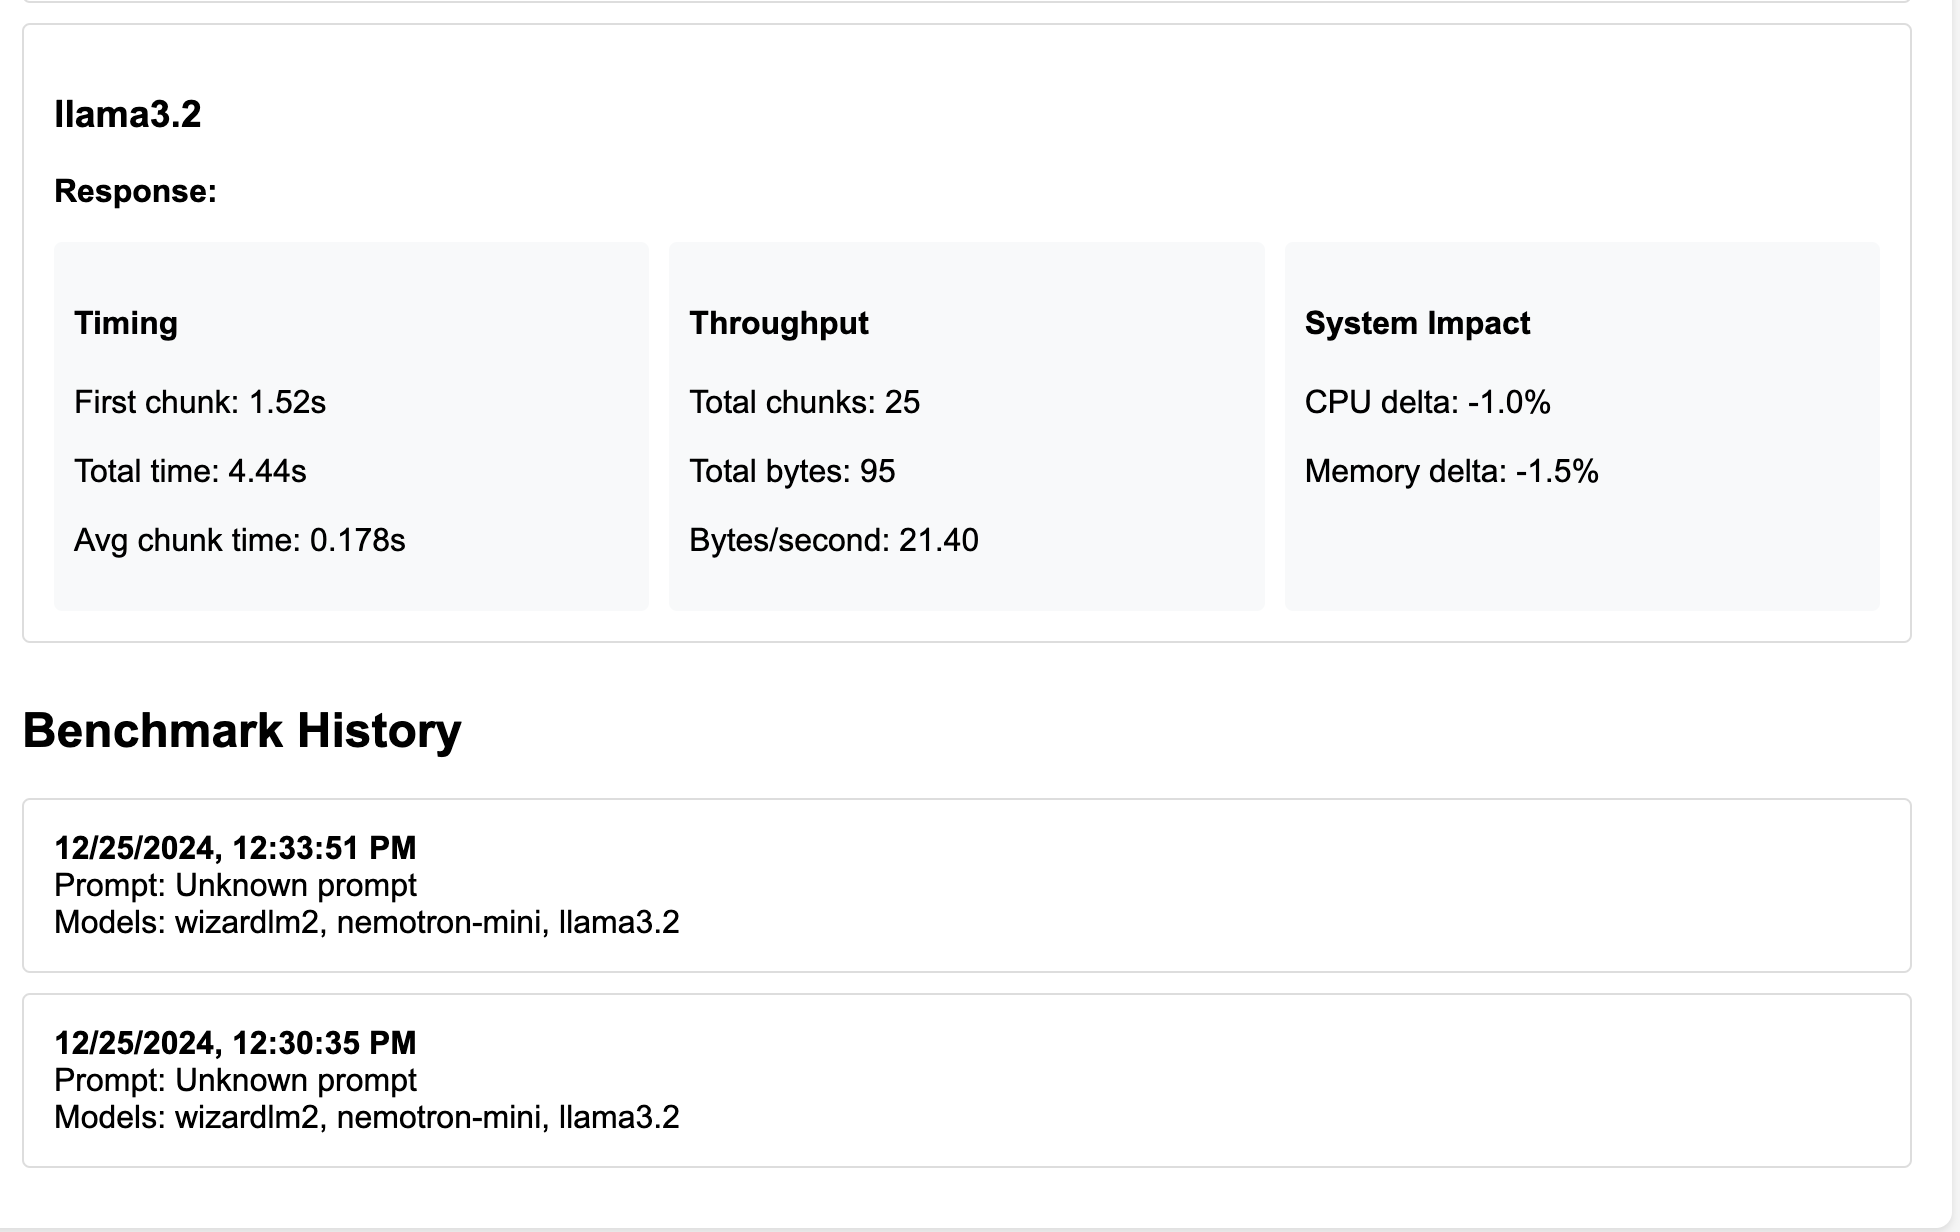 llama3.2
Response:
Timing
First chunk: 1.52s
Total time: 4.44s
Avg chunk time: 0.178s
Throughput
Total chunks: 25
Total bytes: 95
Bytes/second: 21.40
System Impact
CPU delta: -1.0%
Memory delta: -1.5%
Benchmark History
12/25/2024, 12:33:51 PM
Prompt: Unknown prompt
Models: wizardlm2, nemotron-mini, llama3.2
12/25/2024, 12:30:35 PM
Prompt: Unknown prompt
Models: wizardlm2, nemotron-mini, llama3.2